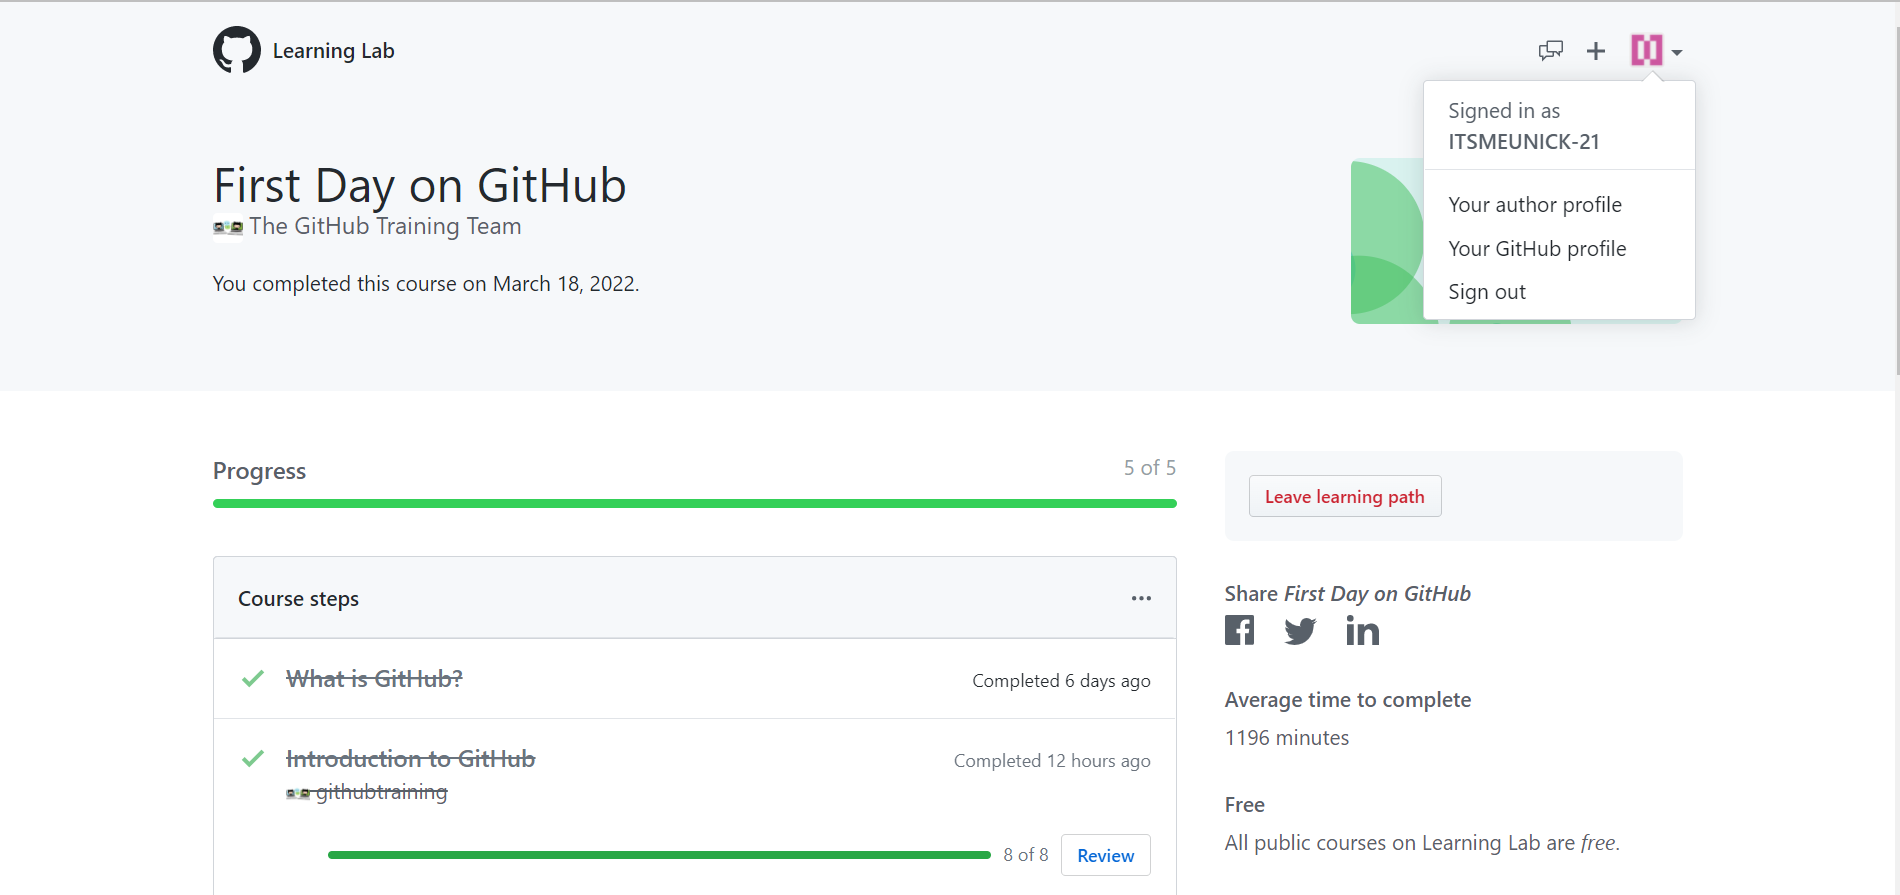 Learning Lab
Signed in as
ITSMEUNICK-21
Your author profile
Your GitHub profile
Sign out
First Day on GitHub
The GitHub Training Team
You completed this course on March 18, 2022.
Progress
5 of 5
Course steps
What is GitHub?
Completed 6 days ago
Introduction to GitHub
Completed 12 hours ago
githubtraining
8 of 8
Review
Leave learning path
Share First Day on GitHub
Average time to complete
1196 minutes
Free
All public courses on Learning Lab are free.